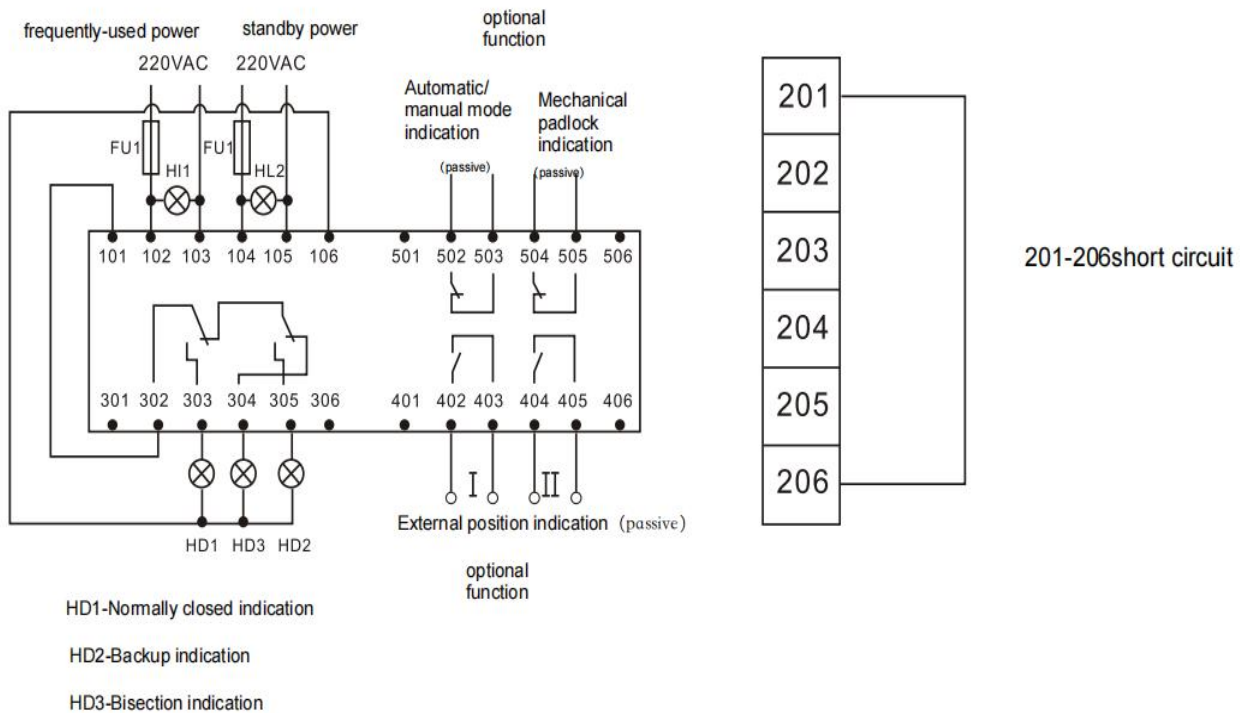 frequently-used power
standby power
optional
function
220VAC
220VAC
Automatic/
manual mode
indication
Mechanical
padlock
indication
(passive)
(passive)
FU1
FU1
HI1
HL2
101 102 103 104 105 106 501 502 503 504 505 506
301 302 303 304 305 306 401 402 403 404 405 406
I
II
External position indication (passive)
HD1 HD3 HD2
optional
function
HD1-Normally closed indication
HD2-Backup indication
HD3-Bisection indication
201
202
203
204
205
206
201-206short circuit